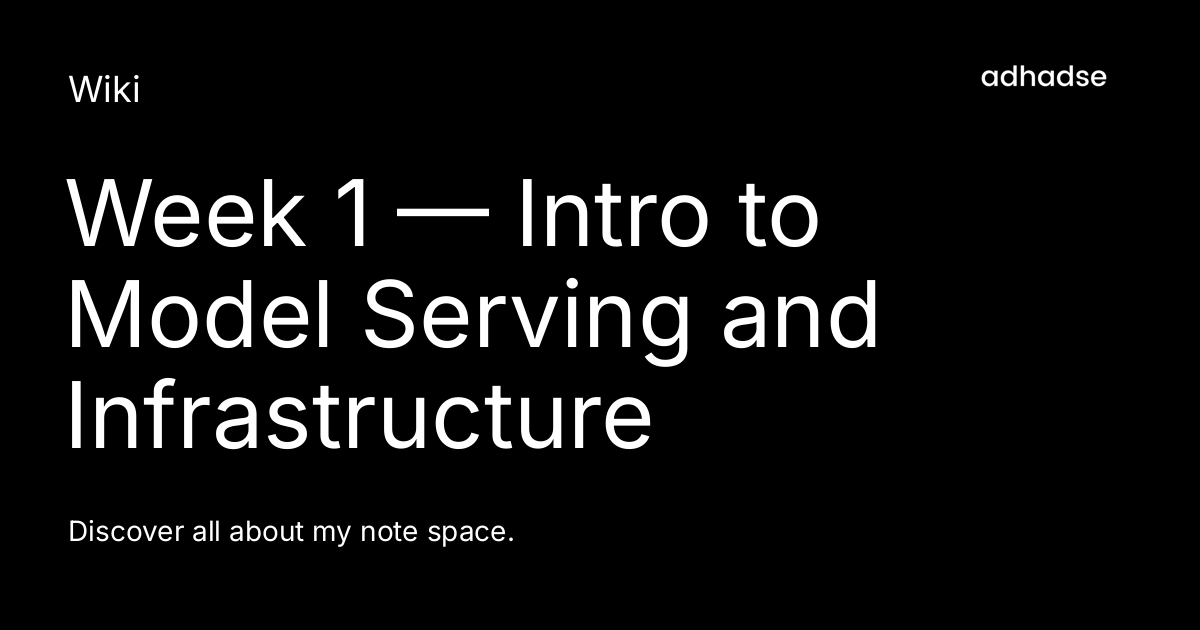 Wiki
adhadse
Week 1 — Intro to
Model Serving and
Infrastructure
Discover all about my note space.